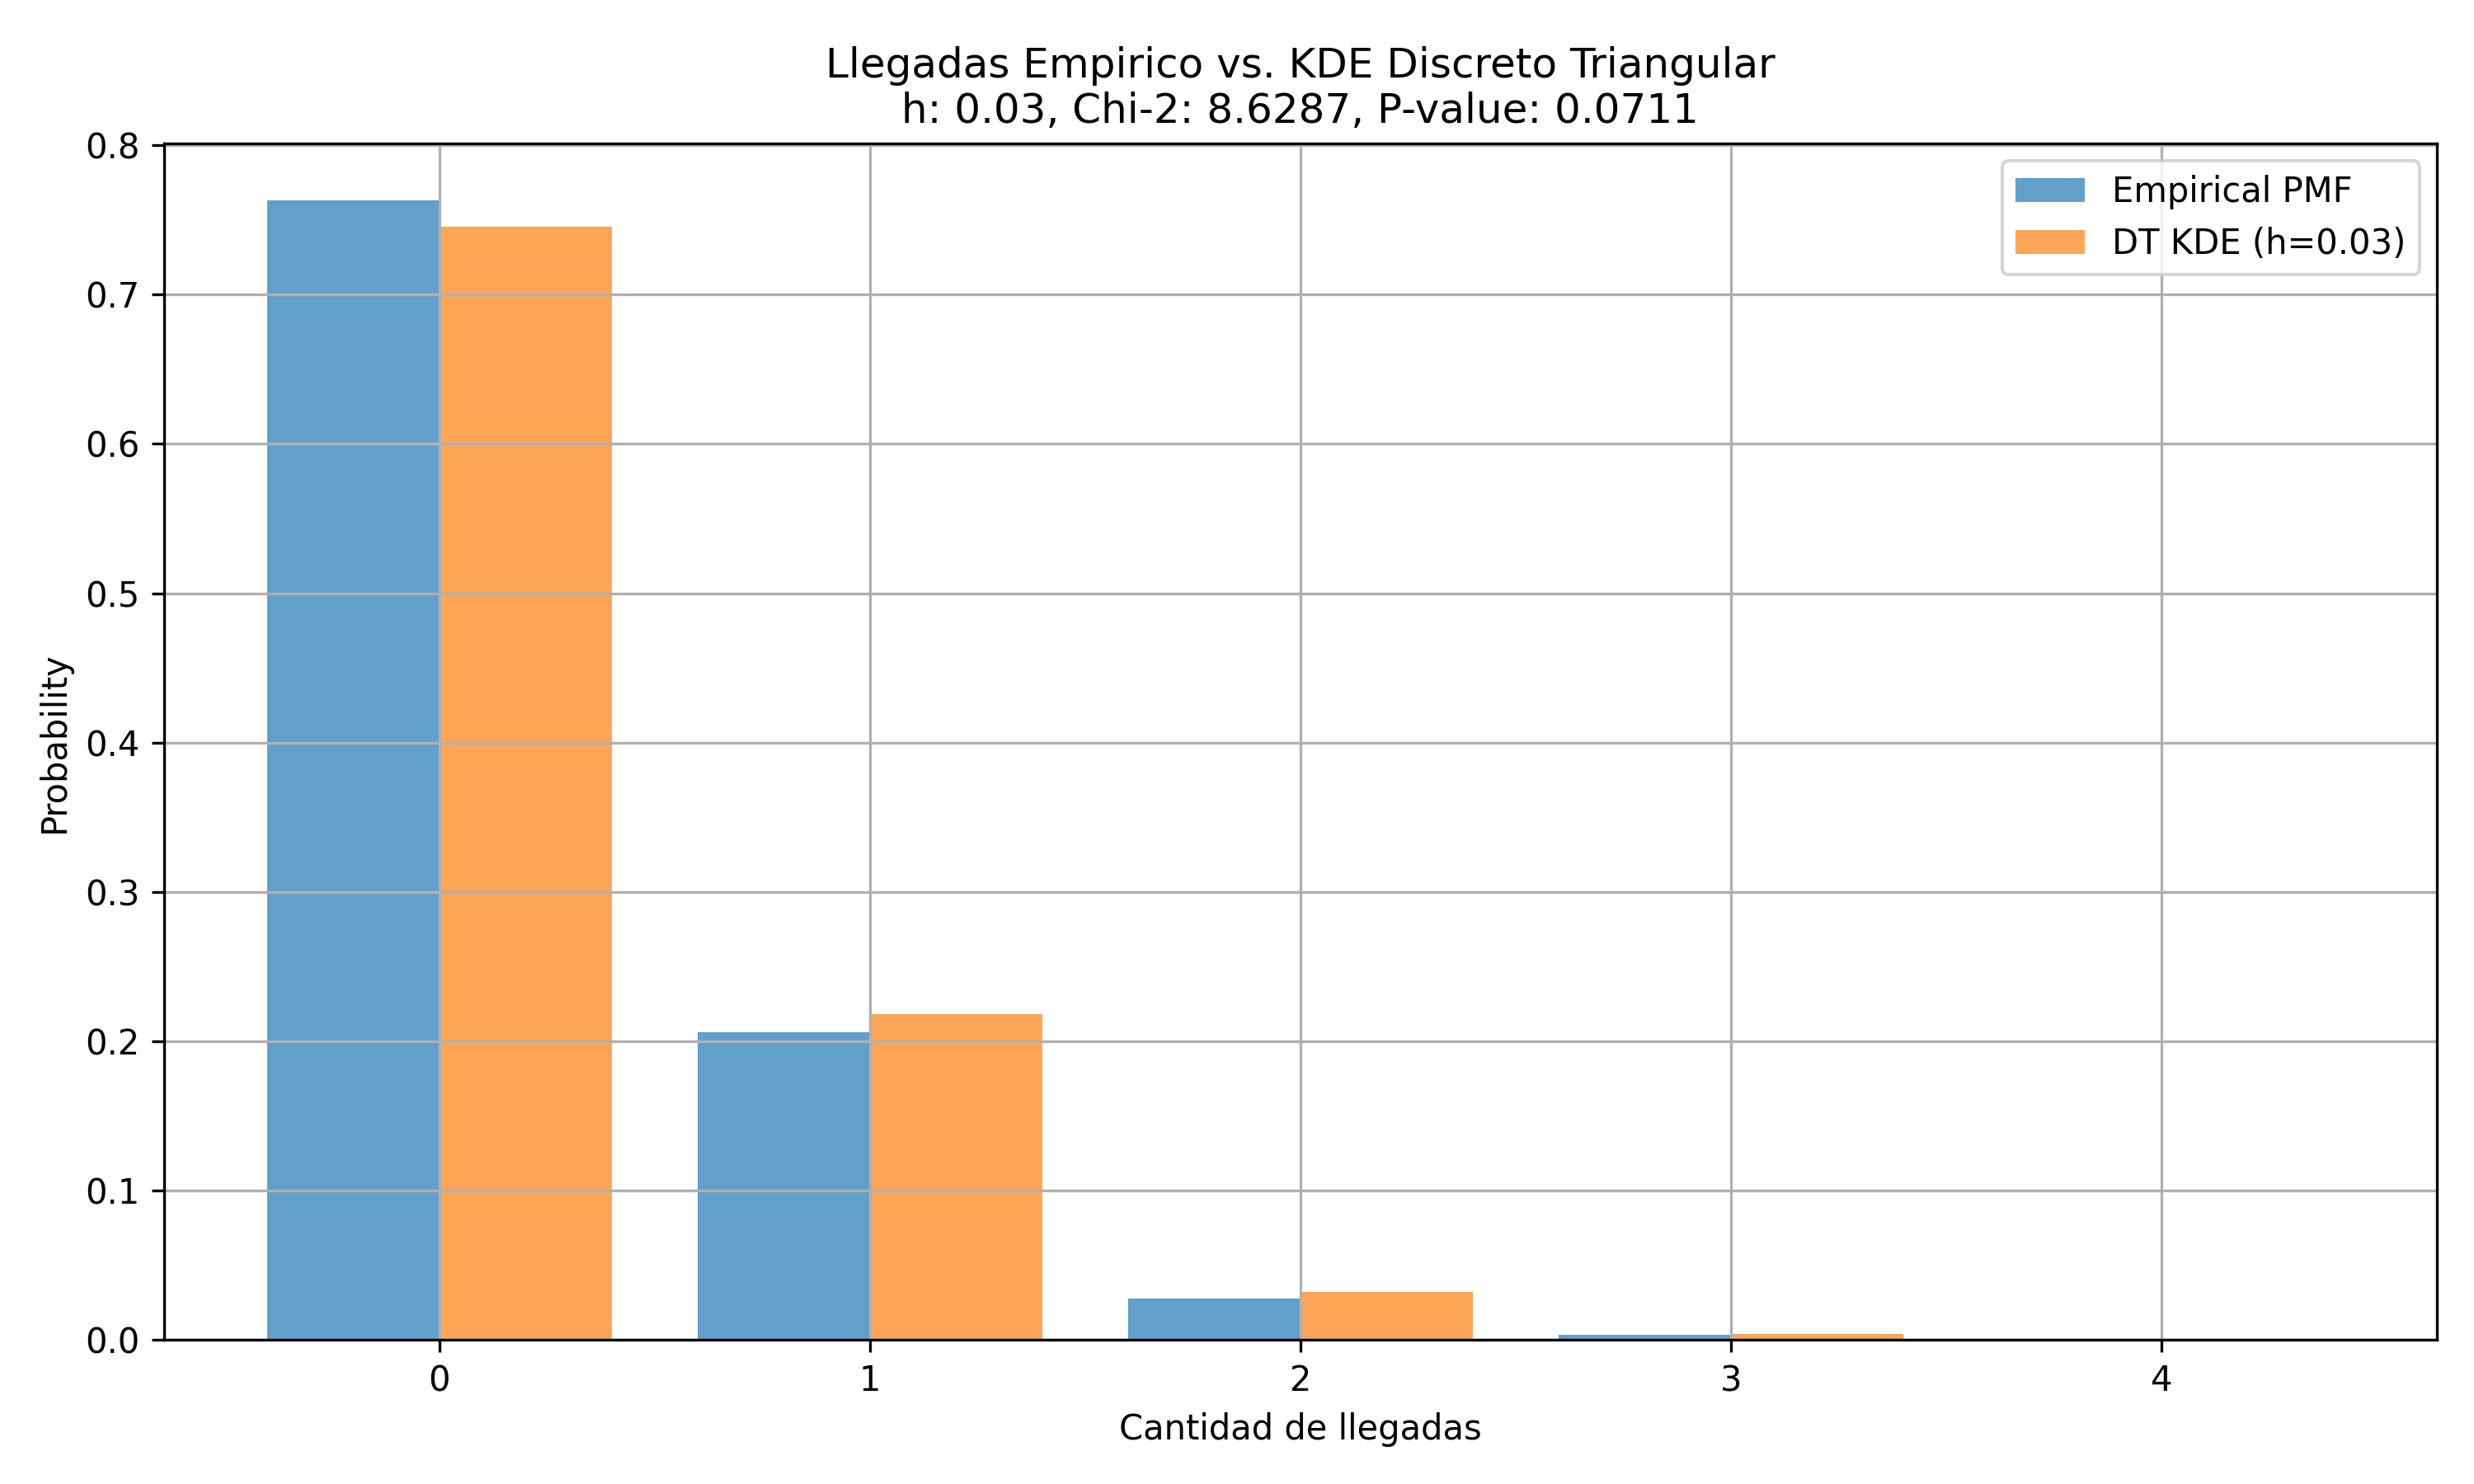 Llegadas Empirico vs. KDE Discreto Triangular
h: 0.03, Chi-2: 8.6287, P-value: 0.0711
Empirical PMF
DT KDE (h=0.03)
Probability
0.8
0.7
0.6
0.5
0.4
0.3
0.2
0.1
0.0
0 1 2 3 4
Cantidad de llegadas